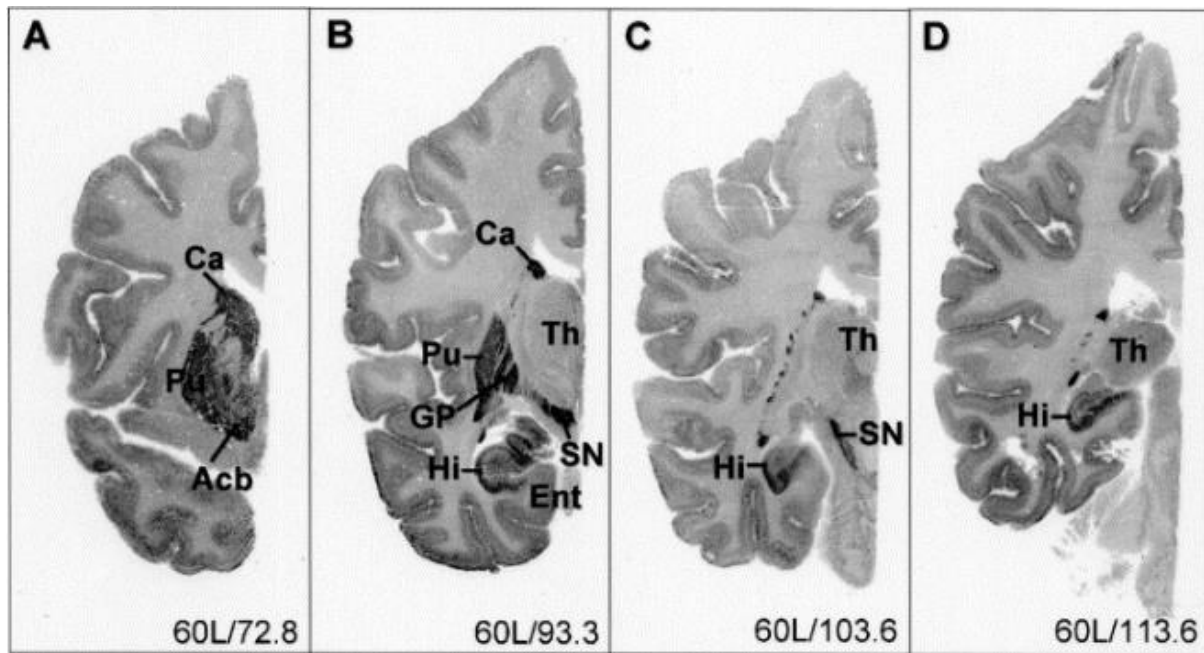 A
B
C
D
Ca
Pu
Acb
60L/72.8
Ca
Th
Pu
GP
SN
Hi
Ent
60L/93.3
Th
SN
Hi
60L/103.6
Th
Hi
60L/113.6